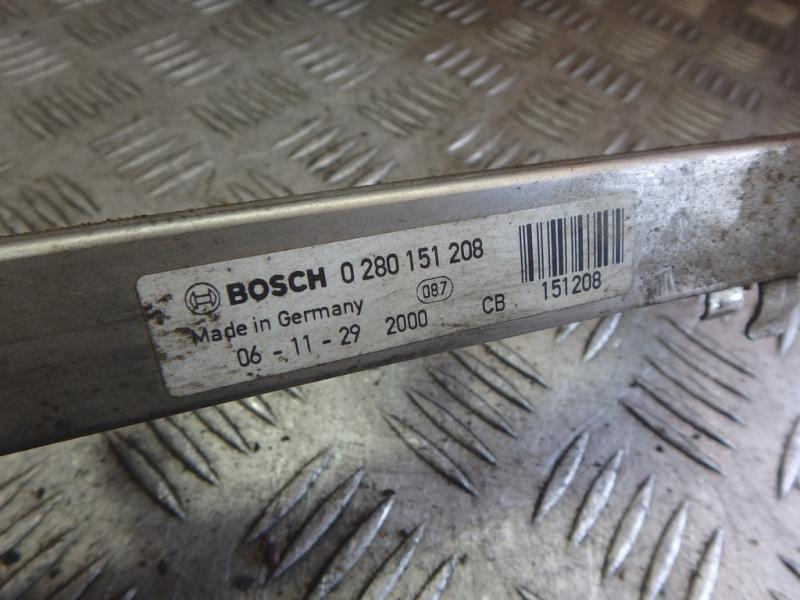 BOSCH 0 280 151 208
Made in Germany 087
06 - 11 - 29 2000 CB 151208